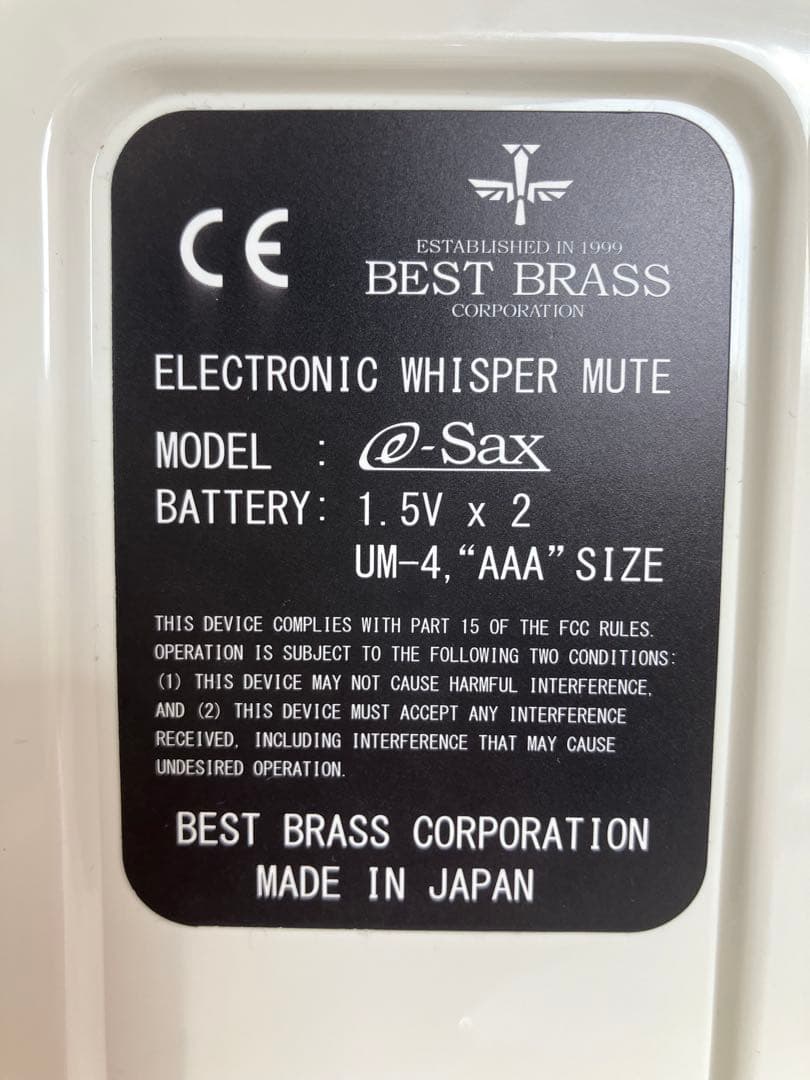 CE
ESTABLISHED IN 1999
BEST BRASS
CORPORATION
ELECTRONIC WHISPER MUTE
MODEL : e-Sax
BATTERY: 1.5V x 2
UM-4, “AAA” SIZE
THIS DEVICE COMPLIES WITH PART 15 OF THE FCC RULES.
OPERATION IS SUBJECT TO THE FOLLOWING TWO CONDITIONS:
(1) THIS DEVICE MAY NOT CAUSE HARMFUL INTERFERENCE,
AND (2) THIS DEVICE MUST ACCEPT ANY INTERFERENCE
RECEIVED, INCLUDING INTERFERENCE THAT MAY CAUSE
UNDESIRED OPERATION.
BEST BRASS CORPORATION
MADE IN JAPAN